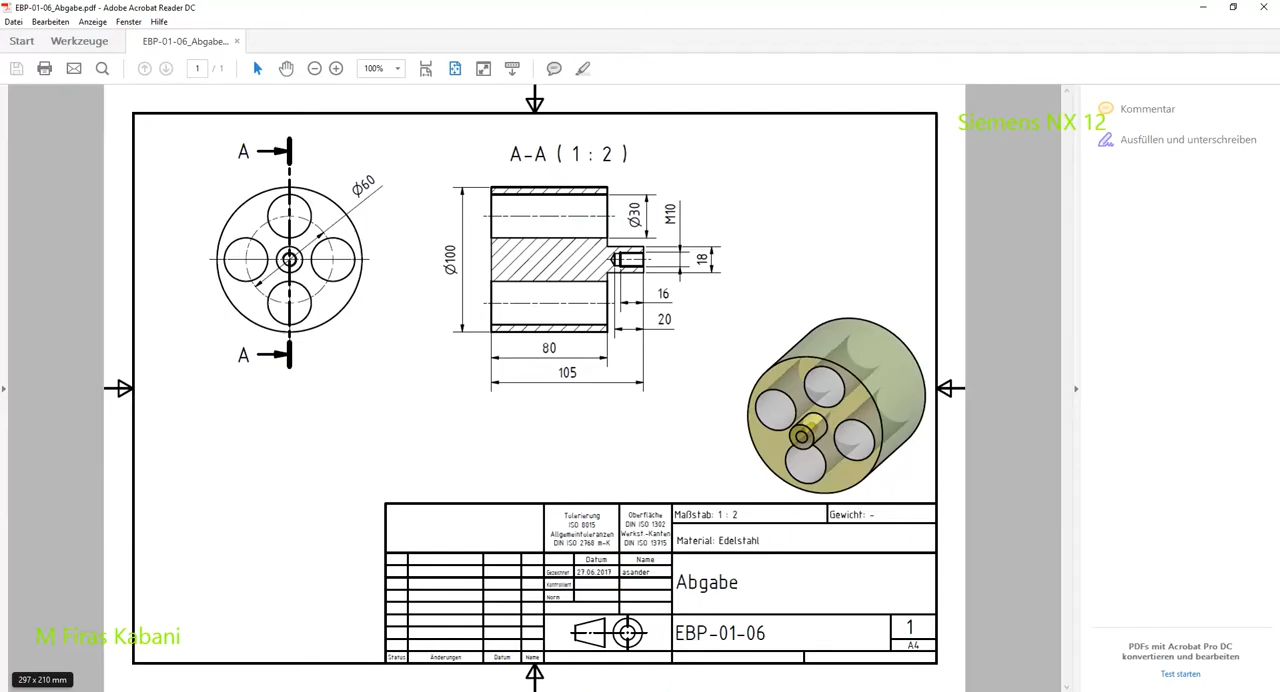 EBP-01-06_Abgabe.pdf - Adobe Acrobat Reader DC
Datei Bearbeiten Anzeige Fenster Hilfe
Start Werkzeuge EBP-01-06_Abgabe... ×
1 / 1 100%
Kommentar
Siemens NX 12
Ausfüllen und unterschreiben
A
A-A ( 1 : 2 )
Ø60
Ø30
M10
Ø100
18
16
20
A
80
105
Tolerierung
ISO 8015
Allgemeintoleranzen
DIN ISO 2768 m-K
Oberfläche
DIN ISO 1302
Werkst.-Kanten
DIN ISO 13715
Maßstab: 1 : 2
Gewicht: -
Material: Edelstahl
Datum Name
Gezeichnet 27.06.2017 asander
Kontrolliert
Norm
Abgabe
EBP-01-06
1
A4
Status Änderungen Datum Name
M Firas Kabani
297 x 210 mm
PDFs mit Acrobat Pro DC
konvertieren und bearbeiten
Test starten